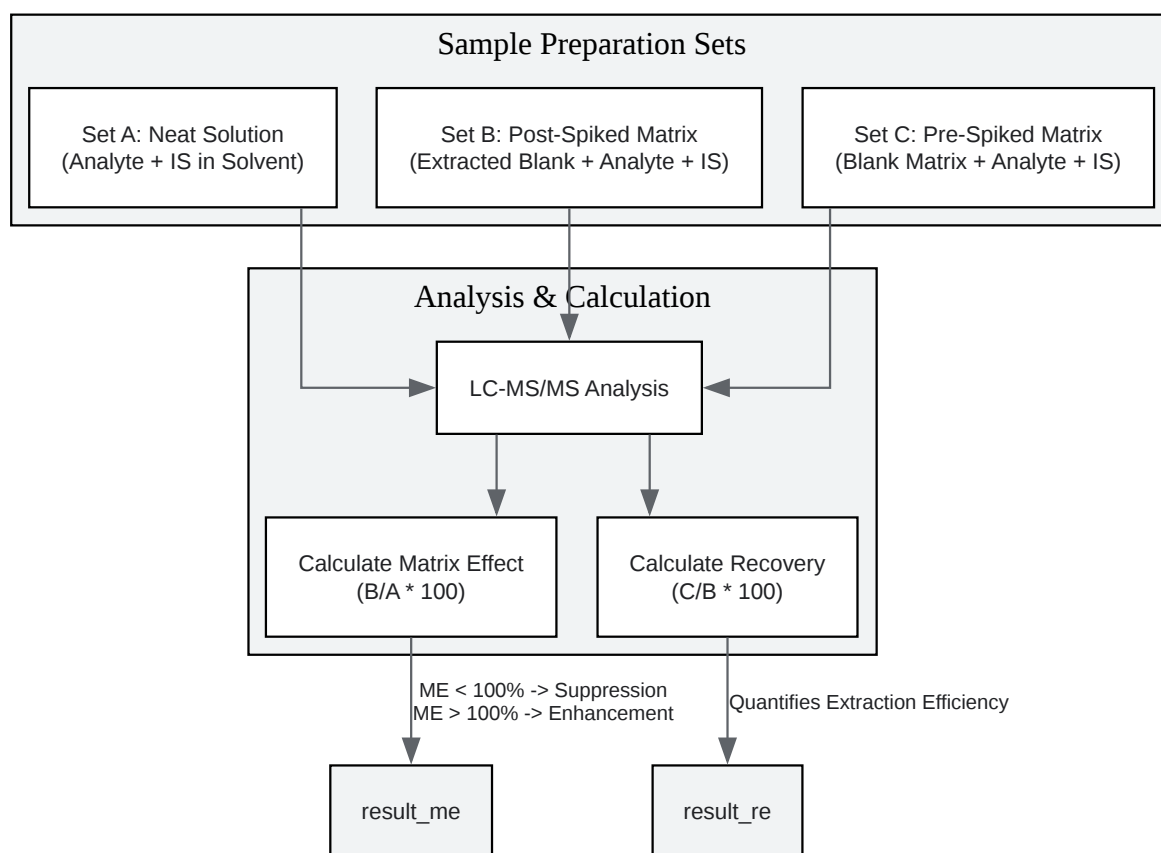 Sample Preparation Sets
Set A: Neat Solution
(Analyte + IS in Solvent)
Set B: Post-Spiked Matrix
(Extracted Blank + Analyte + IS)
Set C: Pre-Spiked Matrix
(Blank Matrix + Analyte + IS)
Analysis & Calculation
LC-MS/MS Analysis
Calculate Matrix Effect
(B/A * 100)
Calculate Recovery
(C/B * 100)
ME < 100% -> Suppression
ME > 100% -> Enhancement
Quantifies Extraction Efficiency
result_me
result_re